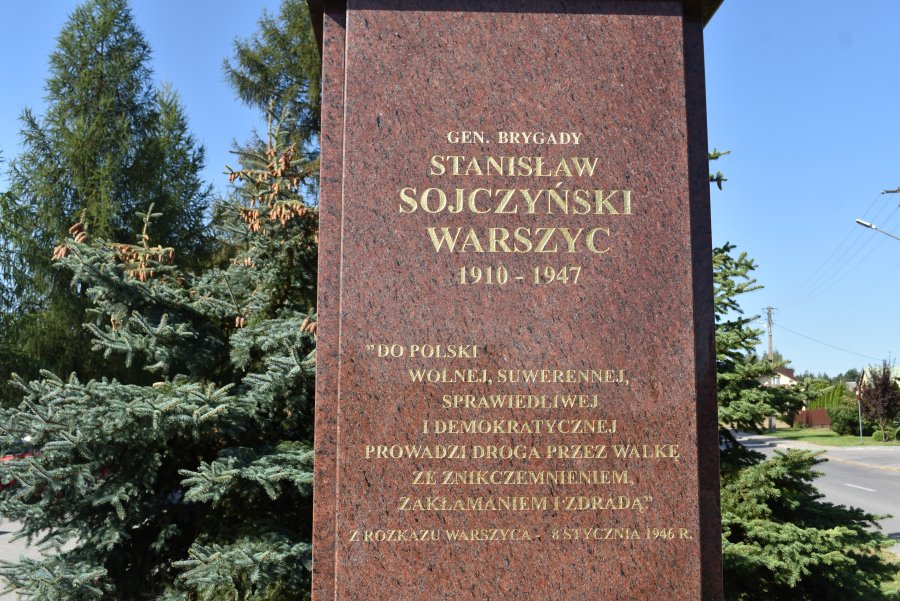 GEN. BRYGADY
STANISŁAW
SOJCZYŃSKI
WARSZYC
1910 - 1947
"DO POLSKI
WOLNEJ, SUWERENNEJ,
SPRAWIEDLIWEJ
I DEMOKRATYCZNEJ
PROWADZI DROGA PRZEZ WALKĘ
ZE ZNIKCZEMNIENIEM,
ZAKŁAMANIEM I ZDRADĄ"
Z ROZKAZU WARSZYCA - 8 STYCZNIA 1946 R.